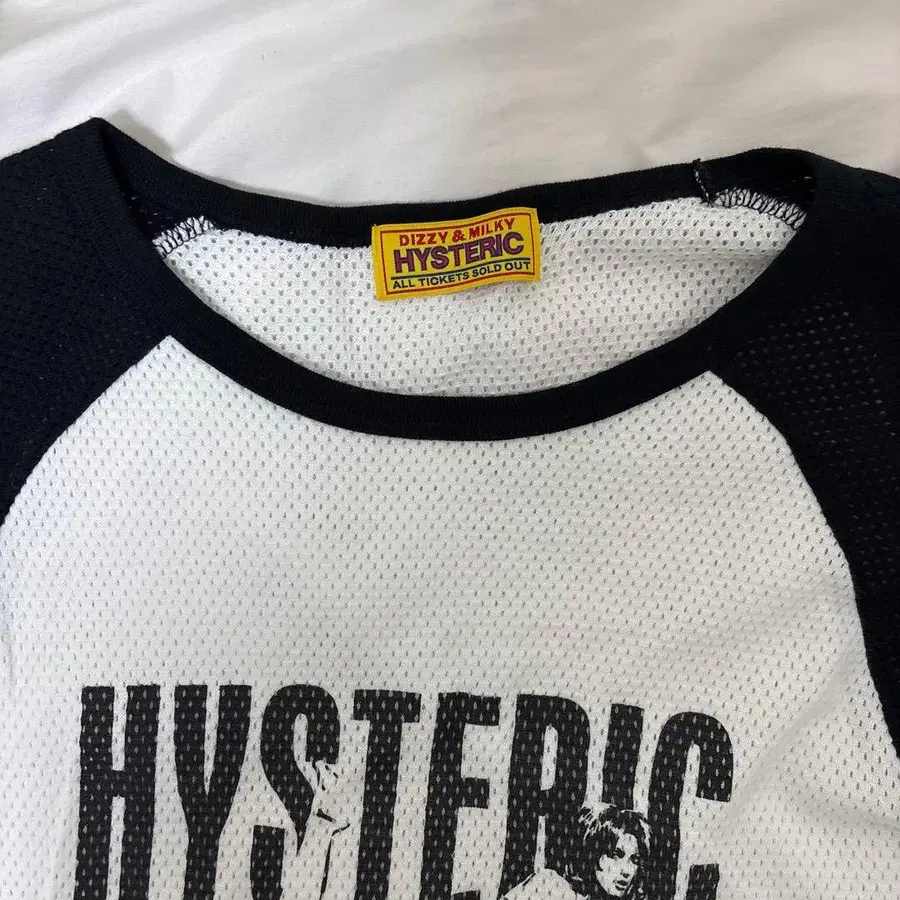 DIZZY & MILKY
HYSTERIC
ALL TICKETS SOLD OUT
HYSTERIC